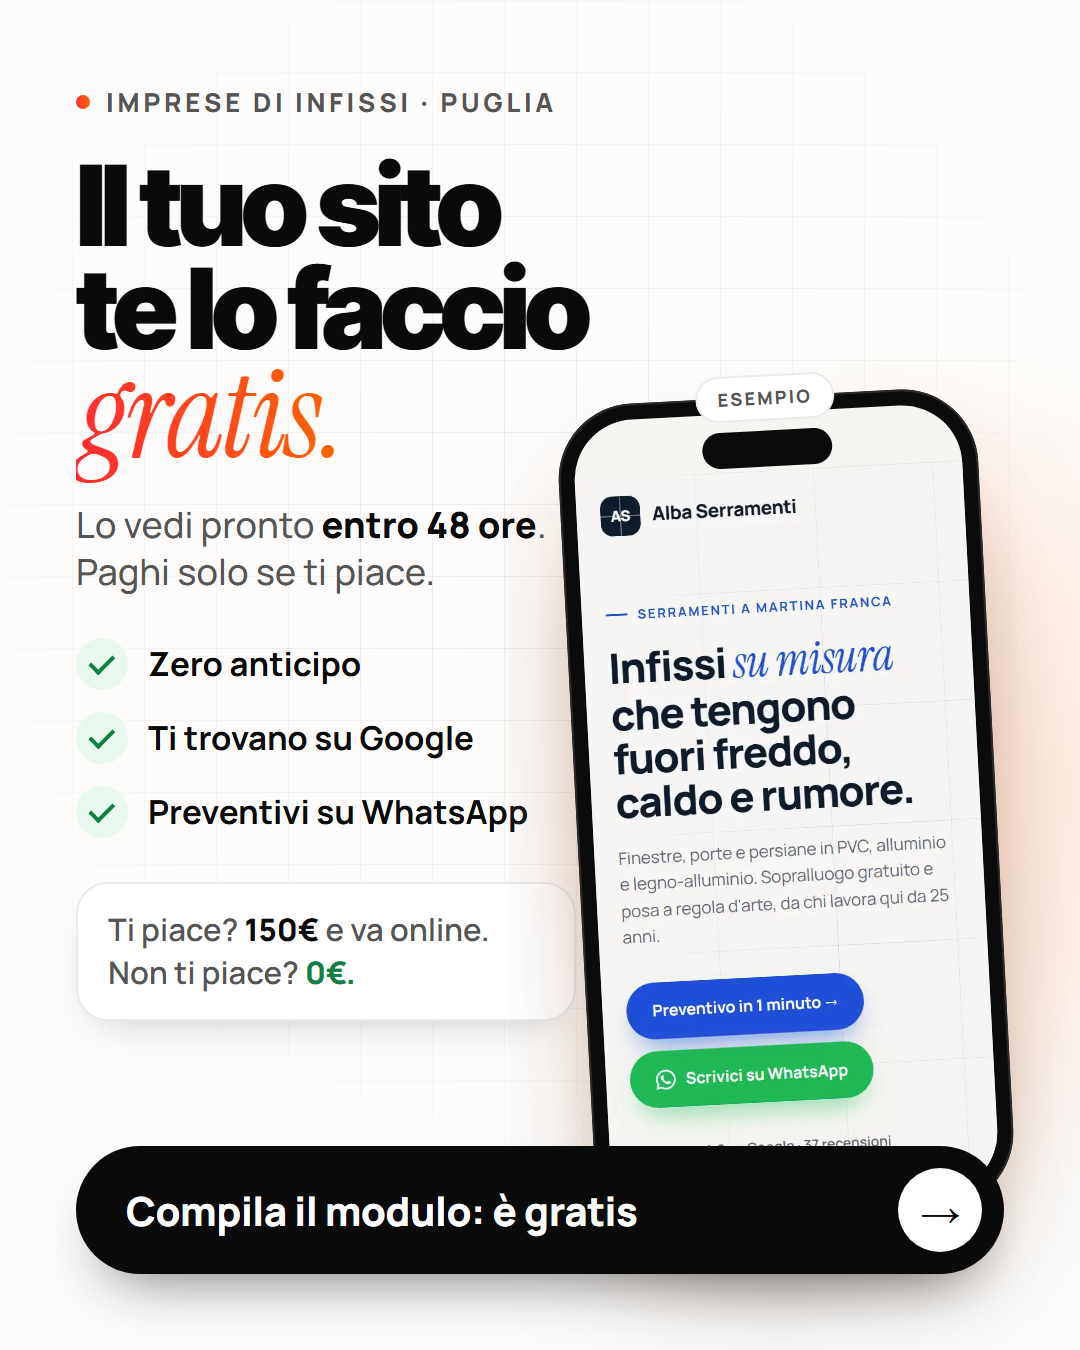 IMPRESE DI INFISSI · PUGLIA
Il tuo sito
te lo faccio
gratis.
Lo vedi pronto entro 48 ore.
Paghi solo se ti piace.
Zero anticipo
Ti trovano su Google
Preventivi su WhatsApp
Ti piace? 150€ e va online.
Non ti piace? 0€.
ESEMPIO
AS Alba Serramenti
SERRAMENTI A MARTINA FRANCA
Infissi su misura
che tengono
fuori freddo,
caldo e rumore.
Finestre, porte e persiane in PVC, alluminio
e legno-alluminio. Sopralluogo gratuito e
posa a regola d'arte, da chi lavora qui da 25
anni.
Preventivo in 1 minuto →
Scrivici su WhatsApp
Google · 37 recensioni
Compila il modulo: è gratis →